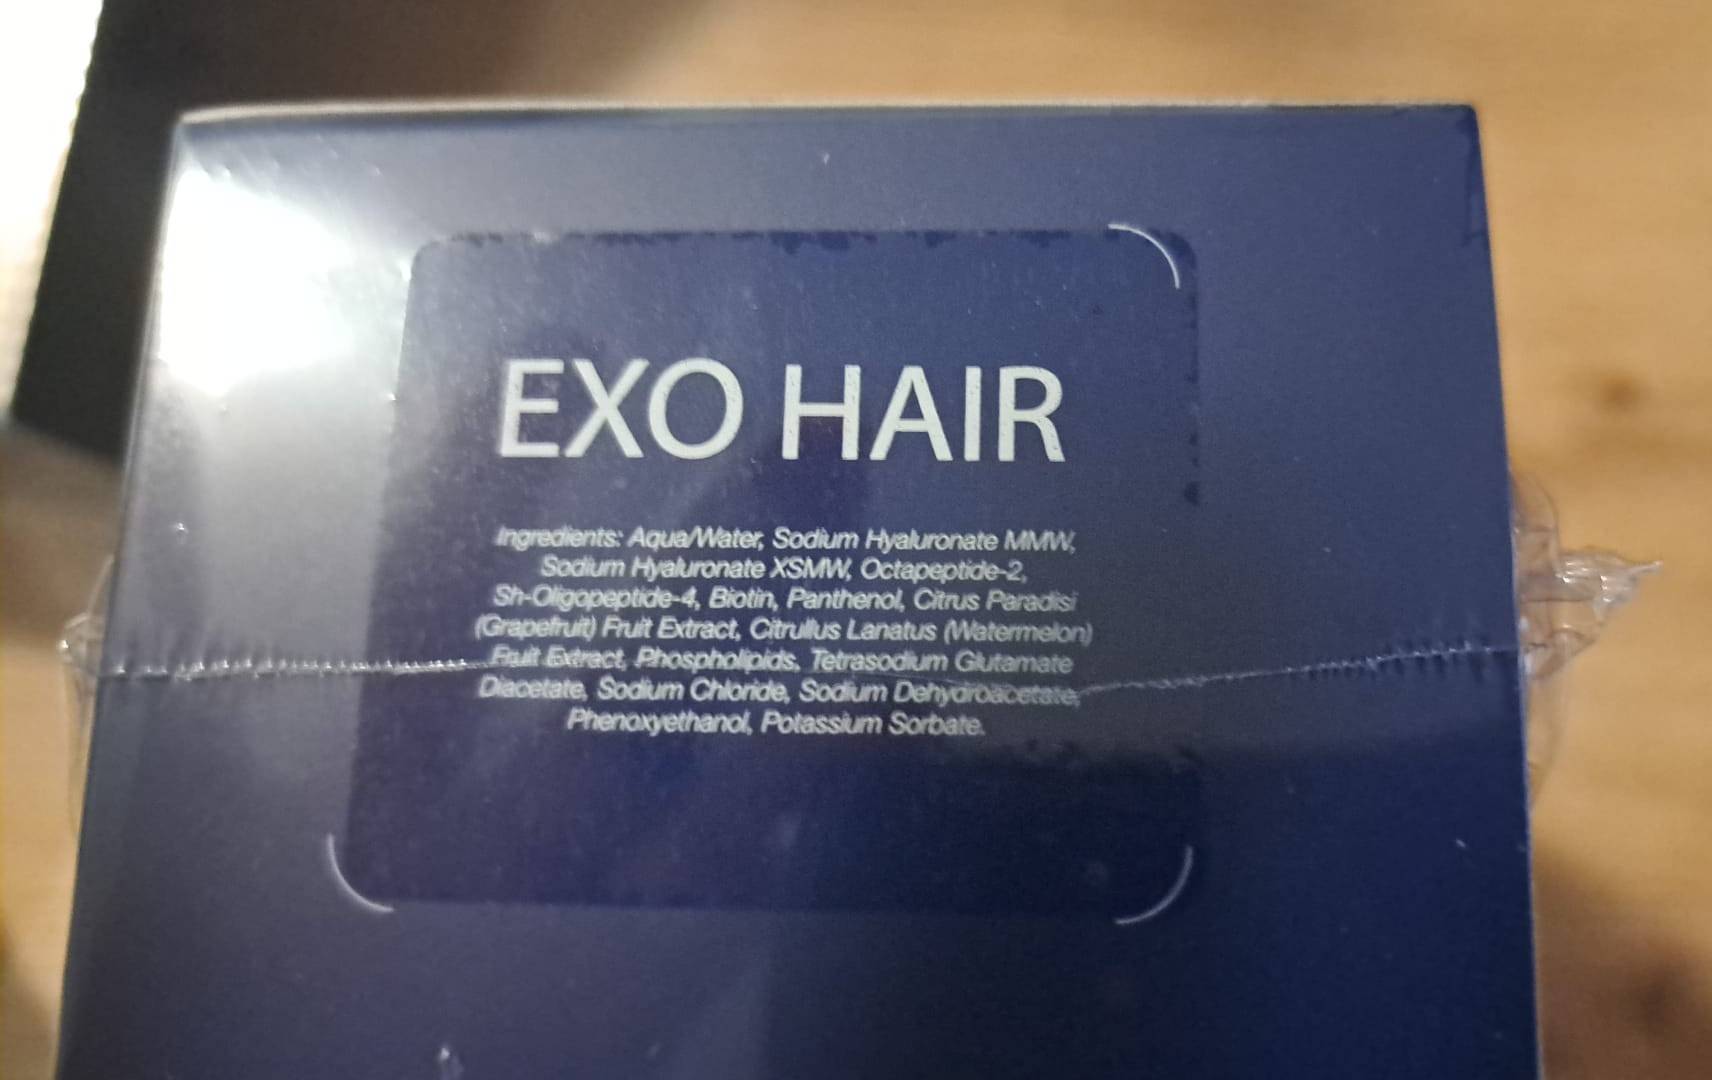 EXO HAIR
Ingredients: Aqua/Water, Sodium Hyaluronate MMW,
Sodium Hyaluronate XSMW, Octapeptide-2,
Sh-Oligopeptide-4, Biotin, Panthenol, Citrus Paradisi
(Grapefruit) Fruit Extract, Citrullus Lanatus (Watermelon)
Fruit Extract, Phospholipids, Tetrasodium Glutamate
Diacetate, Sodium Chloride, Sodium Dehydroacetate,
Phenoxyethanol, Potassium Sorbate.